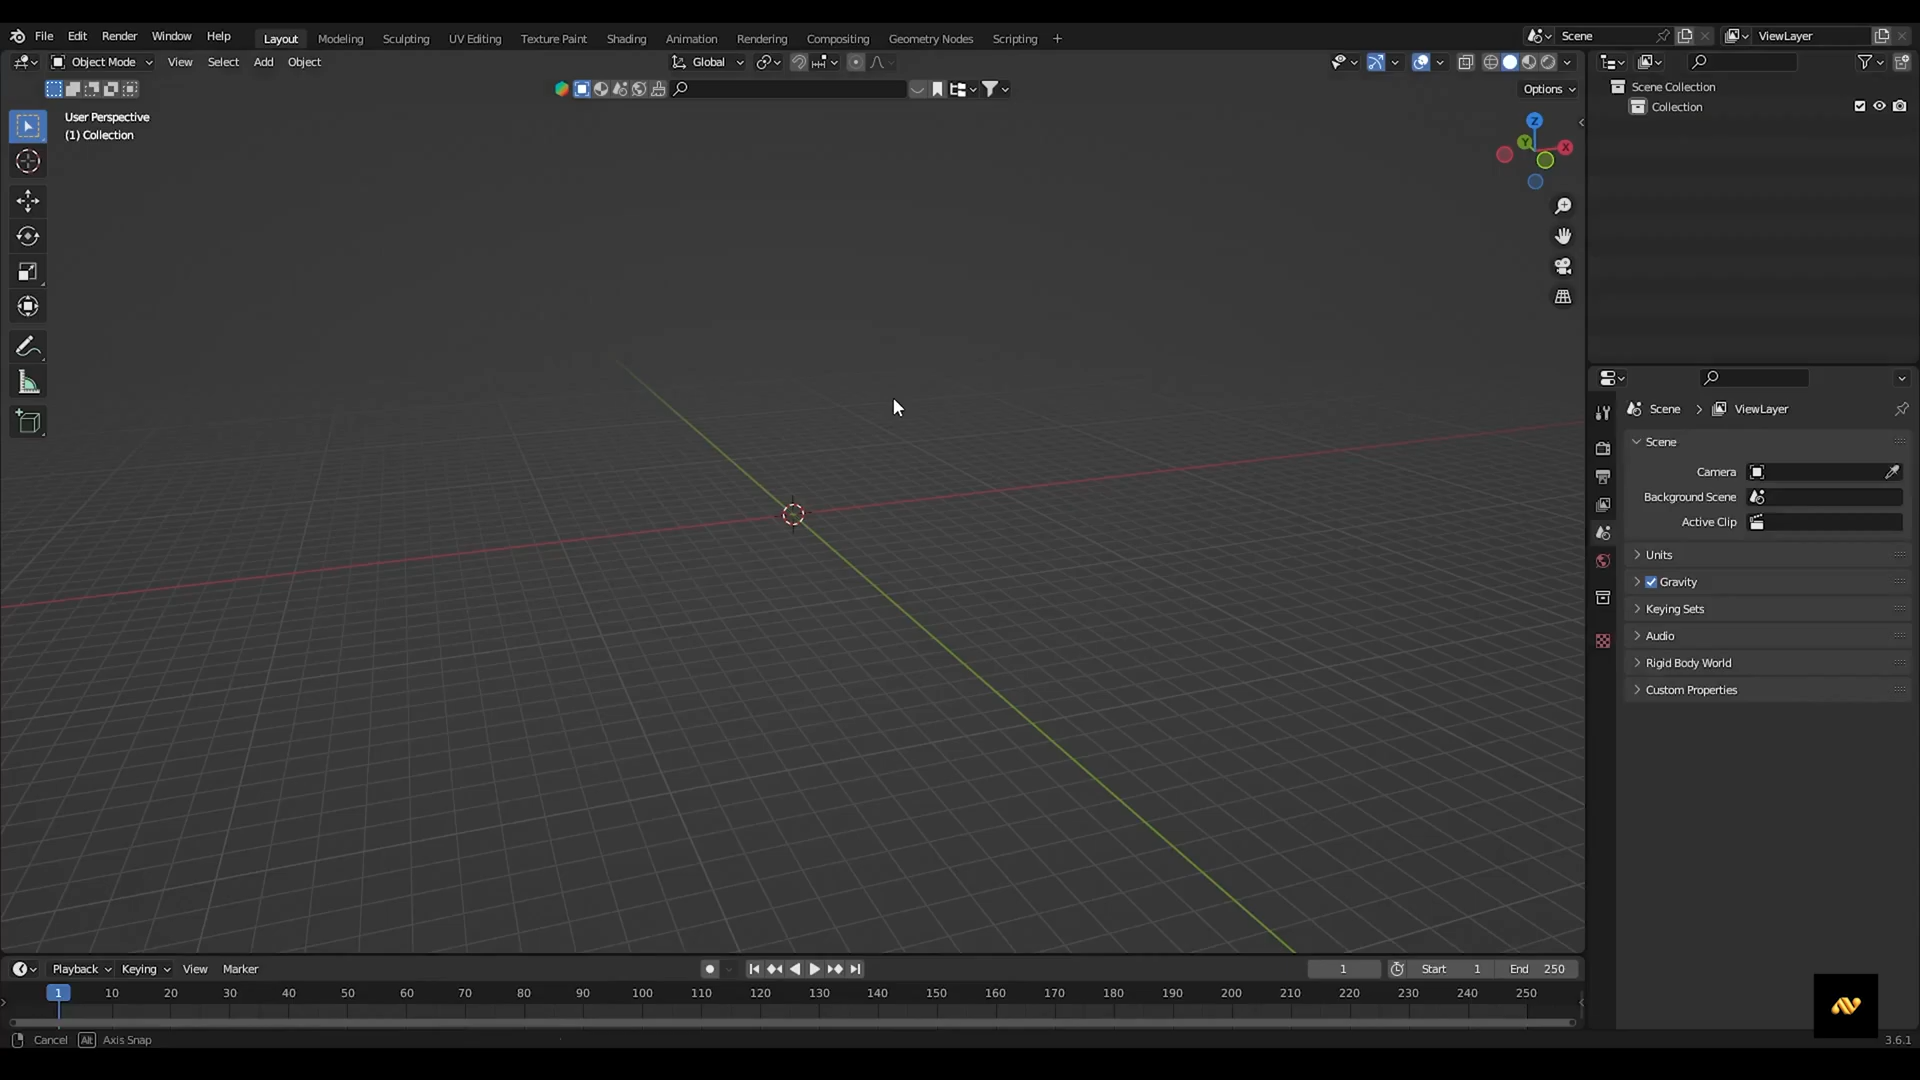 File Edit Render Window Help
Layout Modeling Sculpting UV Editing Texture Paint Shading Animation Rendering Compositing Geometry Nodes Scripting +
Scene
ViewLayer
Object Mode View Select Add Object
Global
Options
User Perspective
(1) Collection
Z
Y
X
Scene Collection
Collection
Scene > ViewLayer
Scene
Camera
Background Scene
Active Clip
Units
Gravity
Keying Sets
Audio
Rigid Body World
Custom Properties
Playback Keying View Marker
1
Start 1
End 250
1 10 20 30 40 50 60 70 80 90 100 110 120 130 140 150 160 170 180 190 200 210 220 230 240 250
Cancel Alt Axis Snap
3.6.1